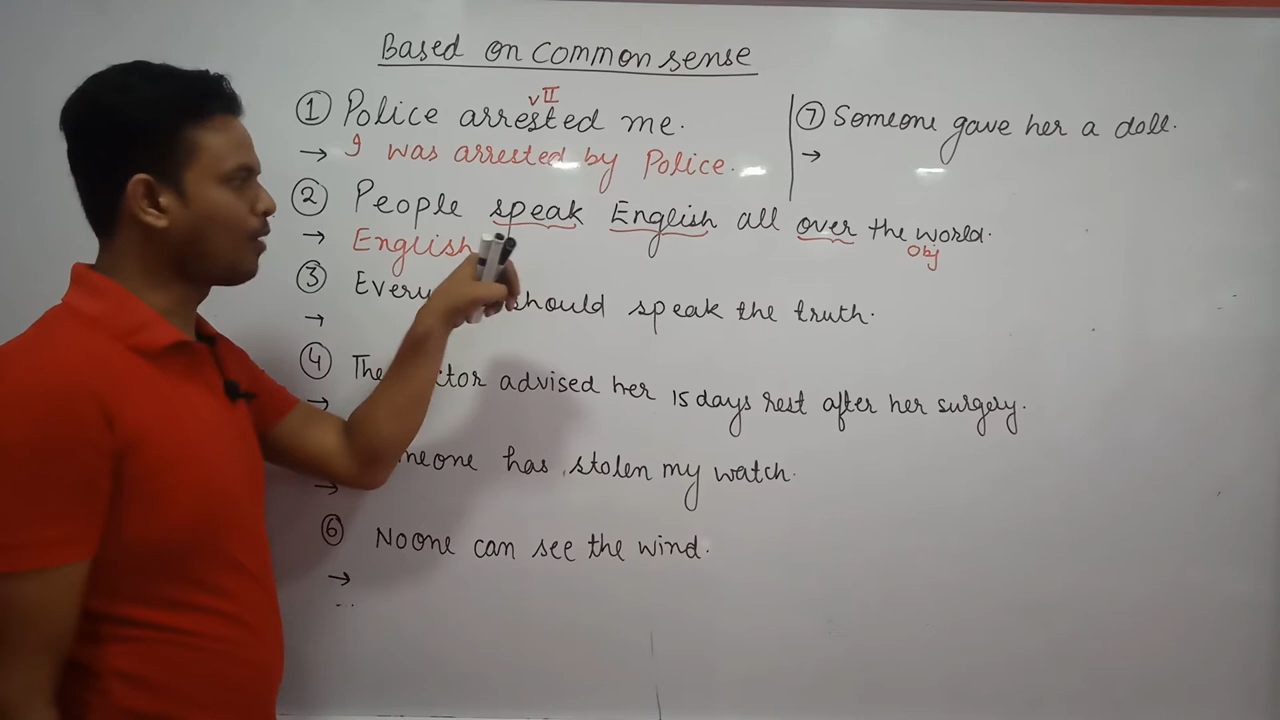 Based on Common sense
① Police arrested me.
V II
→ I was arrested by Police.
② People speak English all over the world.
Obj
→ English
③ Every should speak the truth.
→
④ The advised her 15 days rest after her surgery.
→
has stolen my watch.
→
⑥ Noone can see the wind.
→
⑦ Someone gave her a doll.
→